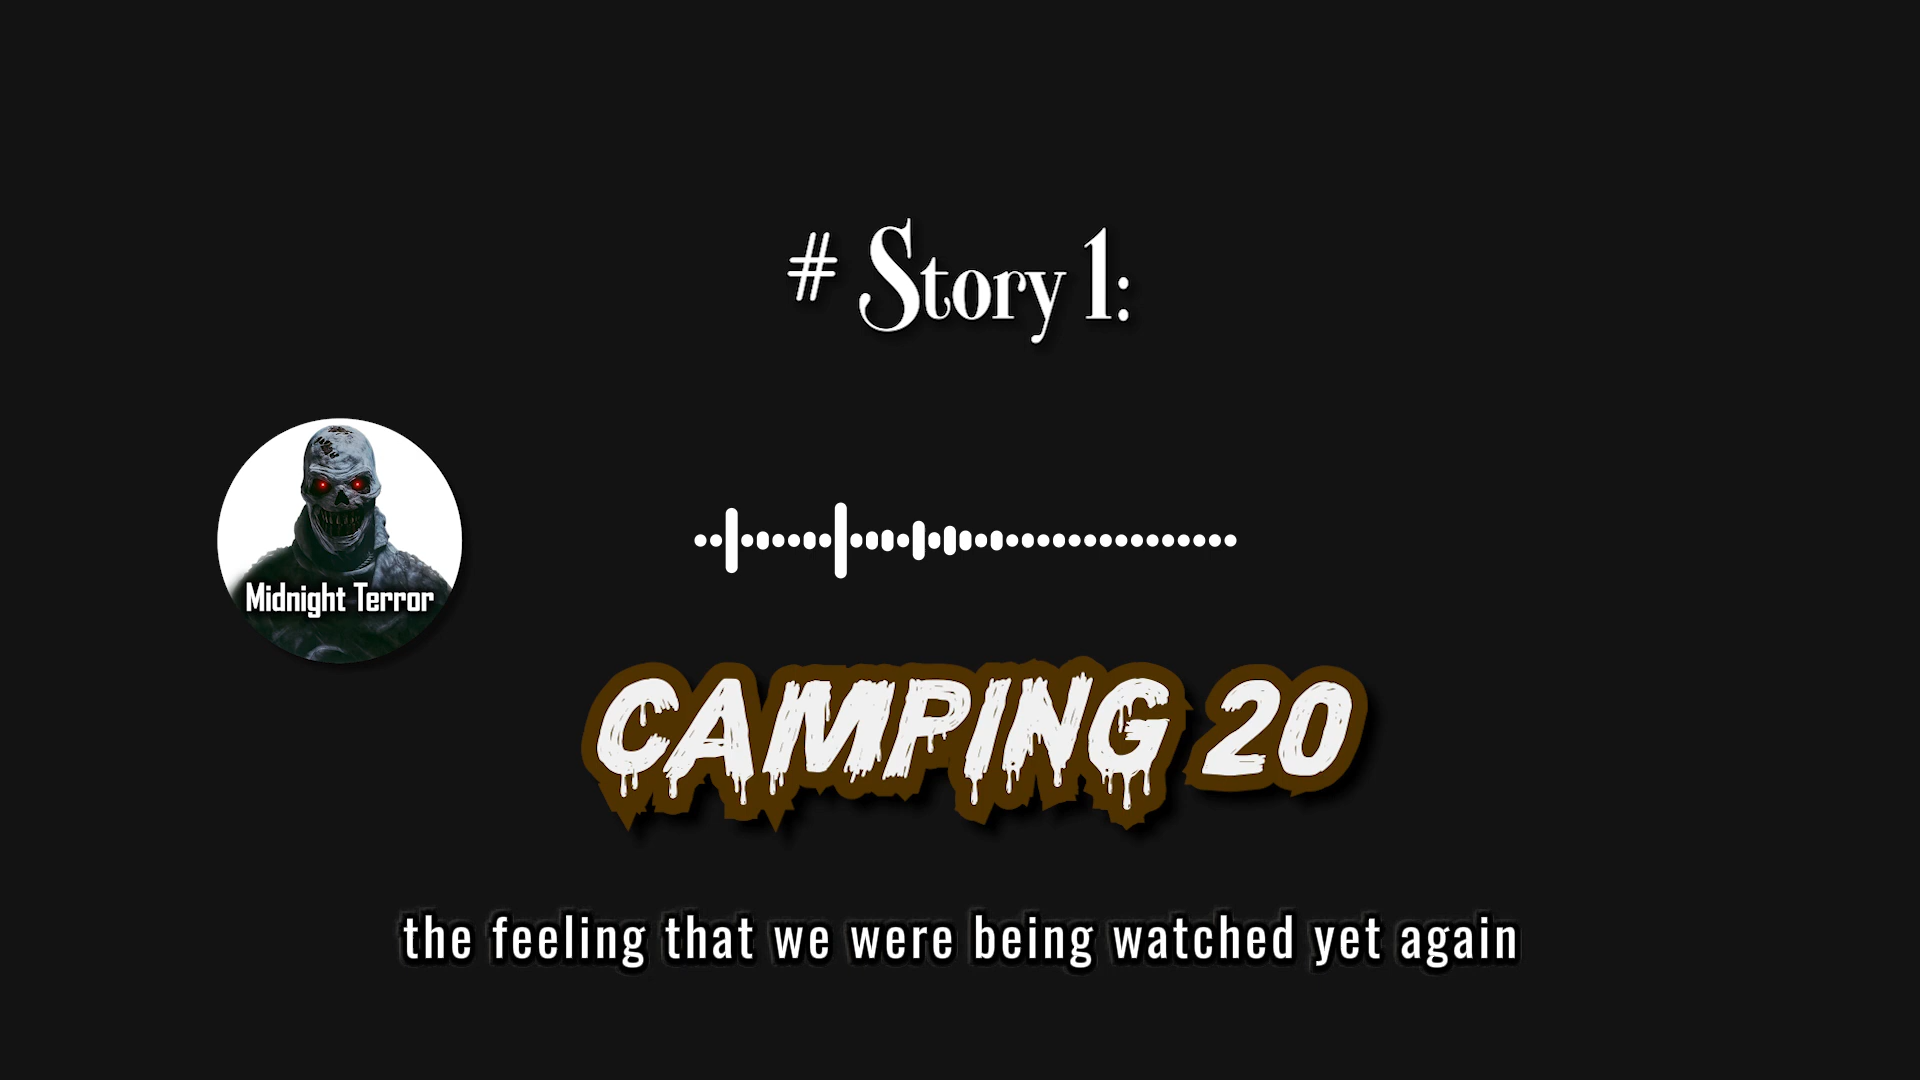 # Story 1:
Midnight Terror
CAMPING 20
the feeling that we were being watched yet again